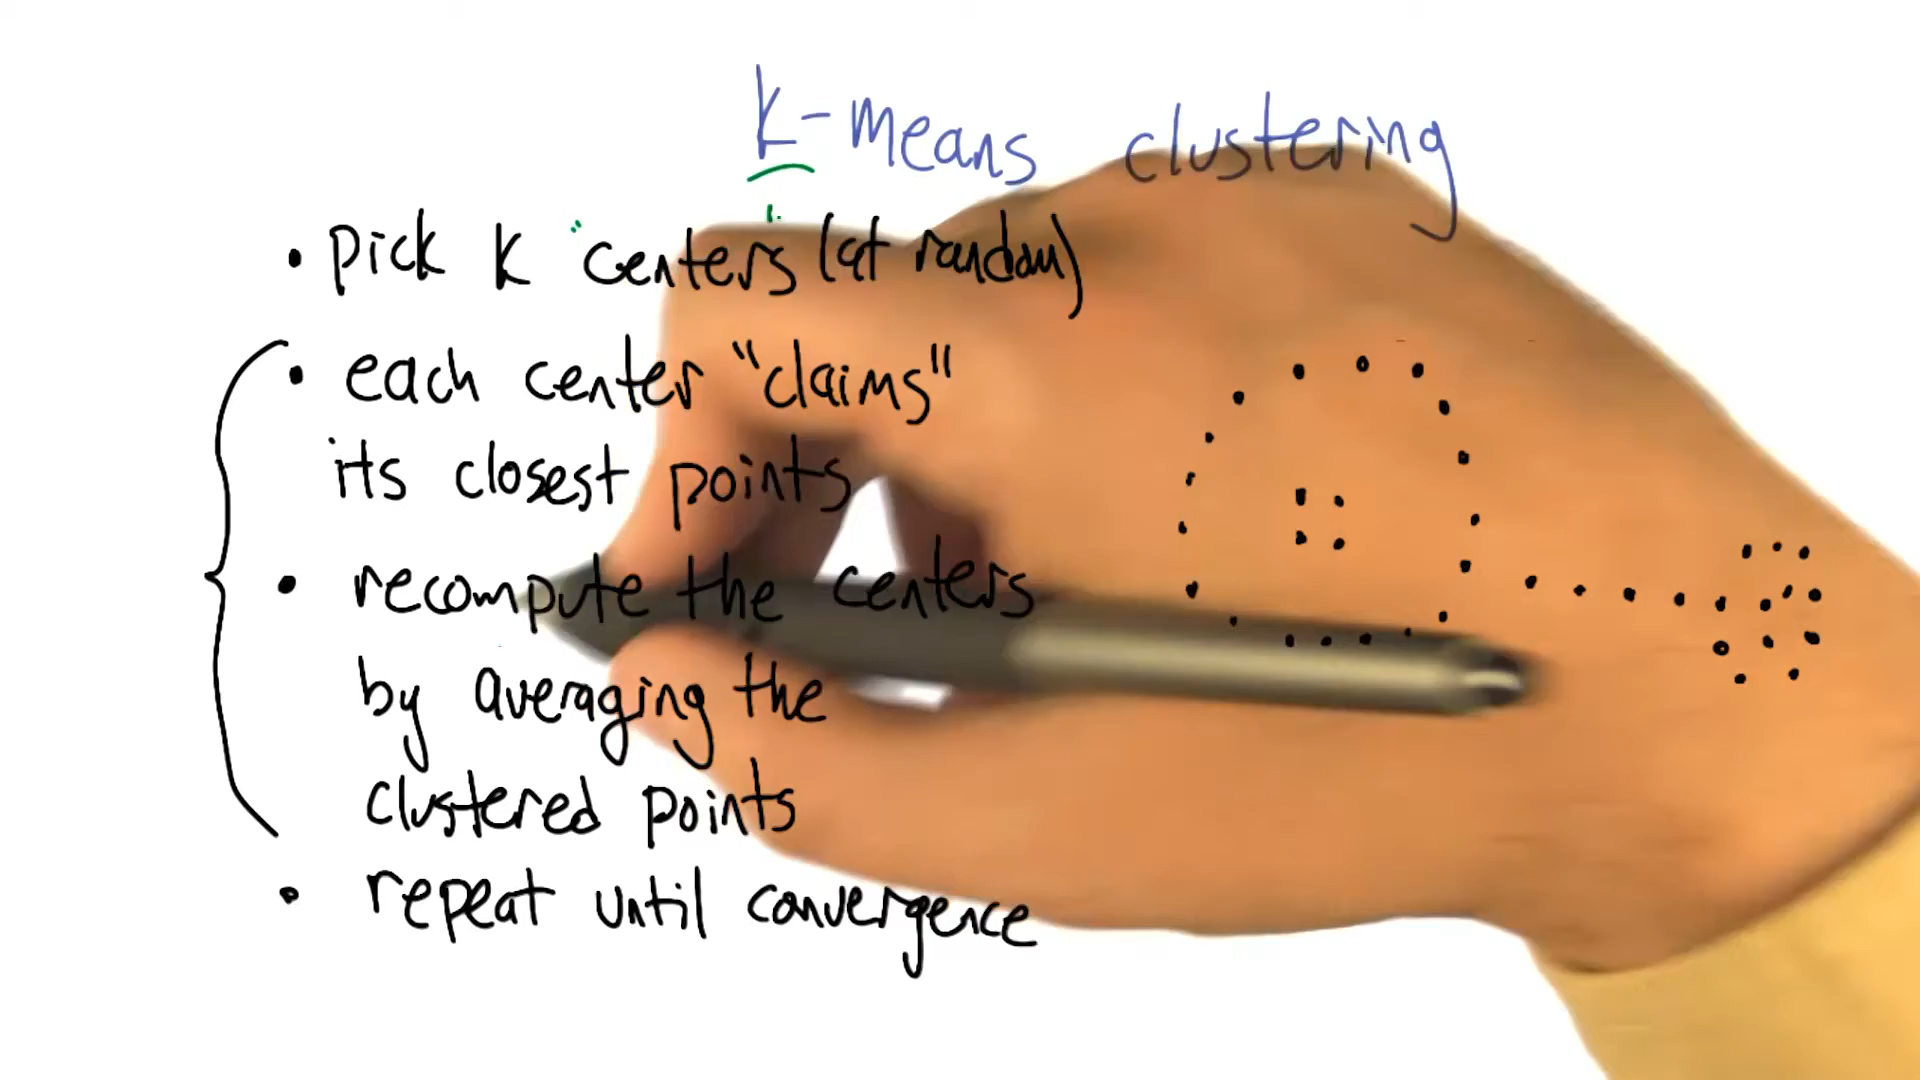 k-means clustering
• pick K "centers" (at random)
• each center "claims"
its closest points
• recompute the centers
by averaging the
clustered points
• repeat until convergence